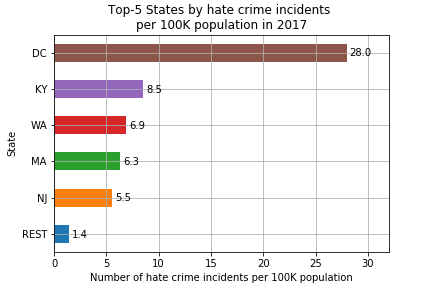 Top-5 States by hate crime incidents
per 100K population in 2017
DC
28.0
KY
8.5
WA
6.9
MA
6.3
NJ
5.5
REST
1.4
State
0 5 10 15 20 25 30
Number of hate crime incidents per 100K population